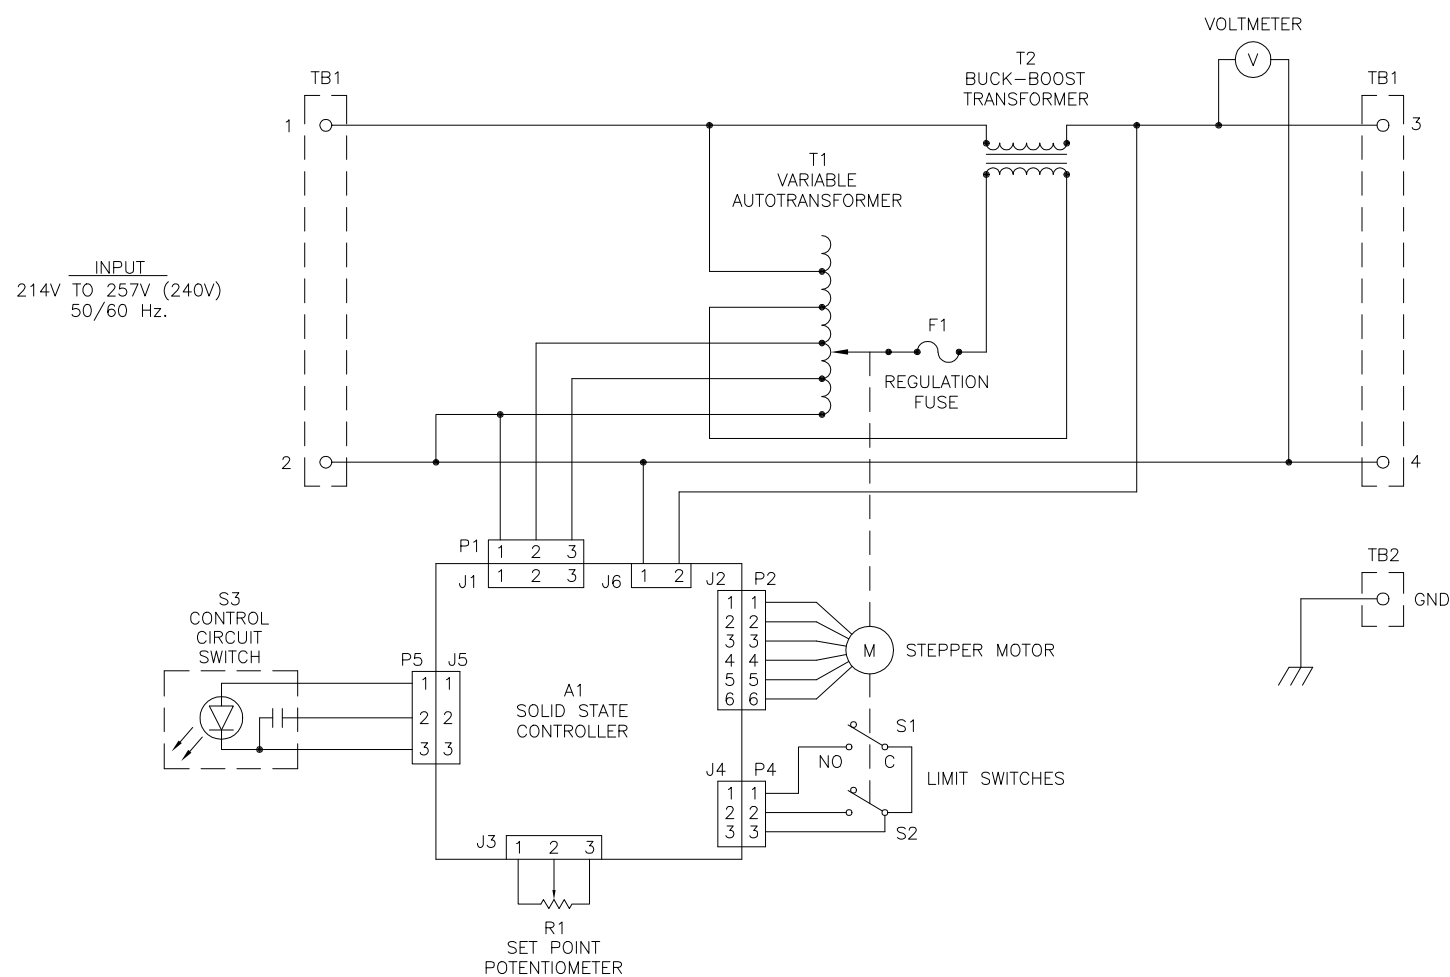 VOLTMETER
V
T2
BUCK-BOOST
TRANSFORMER
TB1
TB1
1
3
T1
VARIABLE
AUTOTRANSFORMER
INPUT
214V TO 257V (240V)
50/60 Hz.
F1
REGULATION
FUSE
2
4
P1
1 2 3
J1
1 2 3
J6
1 2
J2 P2
1 1
2 2
3 3
4 4
5 5
6 6
M
STEPPER MOTOR
TB2
GND
S3
CONTROL
CIRCUIT
SWITCH
P5 J5
1 1
2 2
3 3
A1
SOLID STATE
CONTROLLER
S1
NO C
LIMIT SWITCHES
J4 P4
1 1
2 2
3 3
S2
J3
1 2 3
R1
SET POINT
POTENTIOMETER